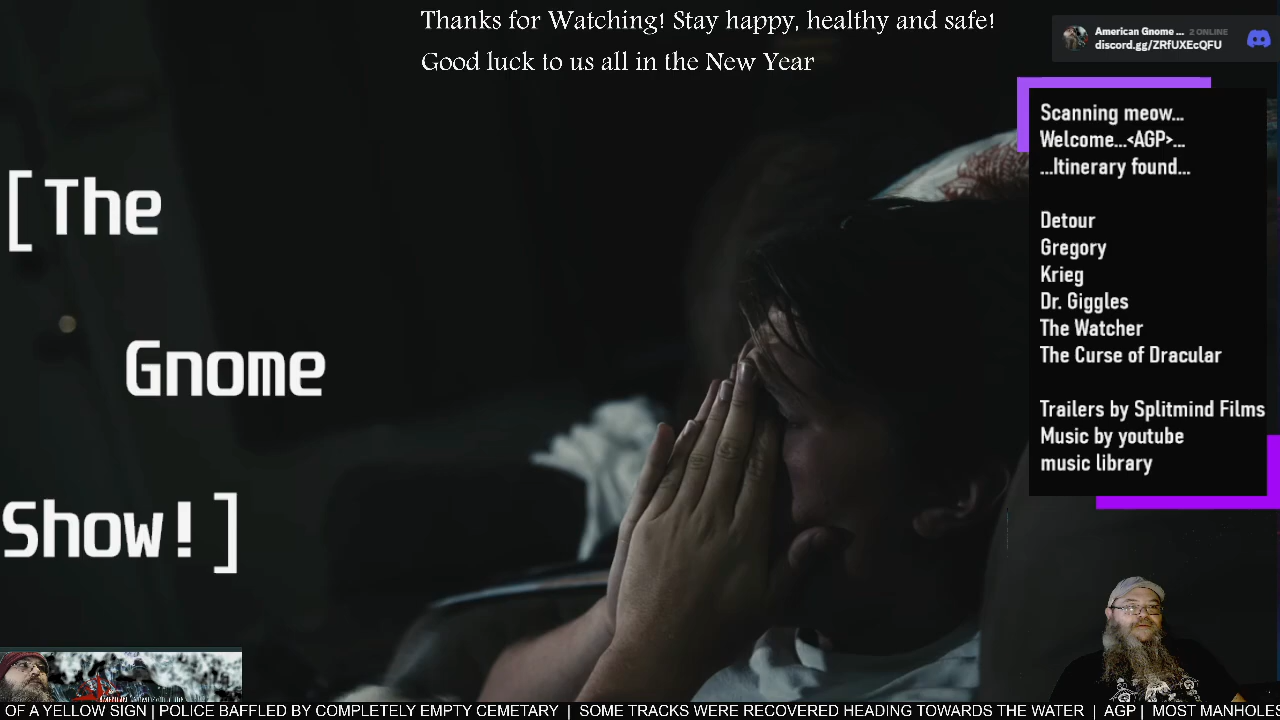 Thanks for Watching! Stay happy, healthy and safe!
Good luck to us all in the New Year
American Gnome ... 2 ONLINE
discord.gg/ZRfUXEcQFU
Scanning meow...
Welcome...<AGP>...
...Itinerary found...
Detour
Gregory
Krieg
Dr. Giggles
The Watcher
The Curse of Dracular
Trailers by Splitmind Films
Music by youtube
music library
[The
Gnome
Show!]
OF A YELLOW SIGN | POLICE BAFFLED BY COMPLETELY EMPTY CEMETARY | SOME TRACKS WERE RECOVERED HEADING TOWARDS THE WATER | AGP | MOST MANHOLES